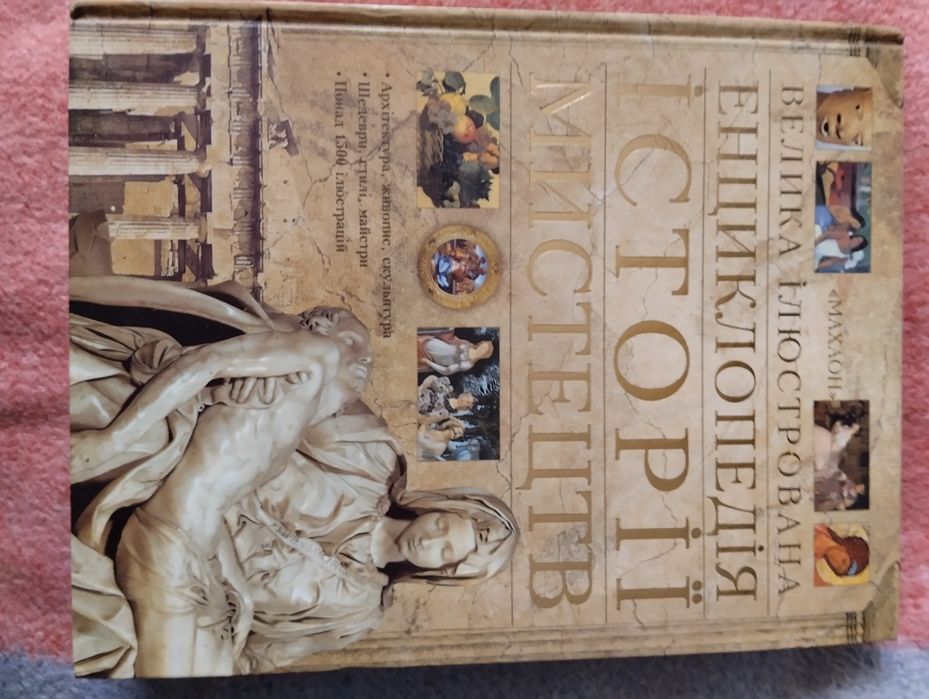 «МАХАОН»
ВЕЛИКА ІЛЮСТРОВАНА
ЕНЦИКЛОПЕДІЯ
ІСТОРІЇ
МИСТЕЦТВ
• Архітектура, живопис, скульптура
• Шедеври, стилі, майстри
• Понад 1500 ілюстрацій